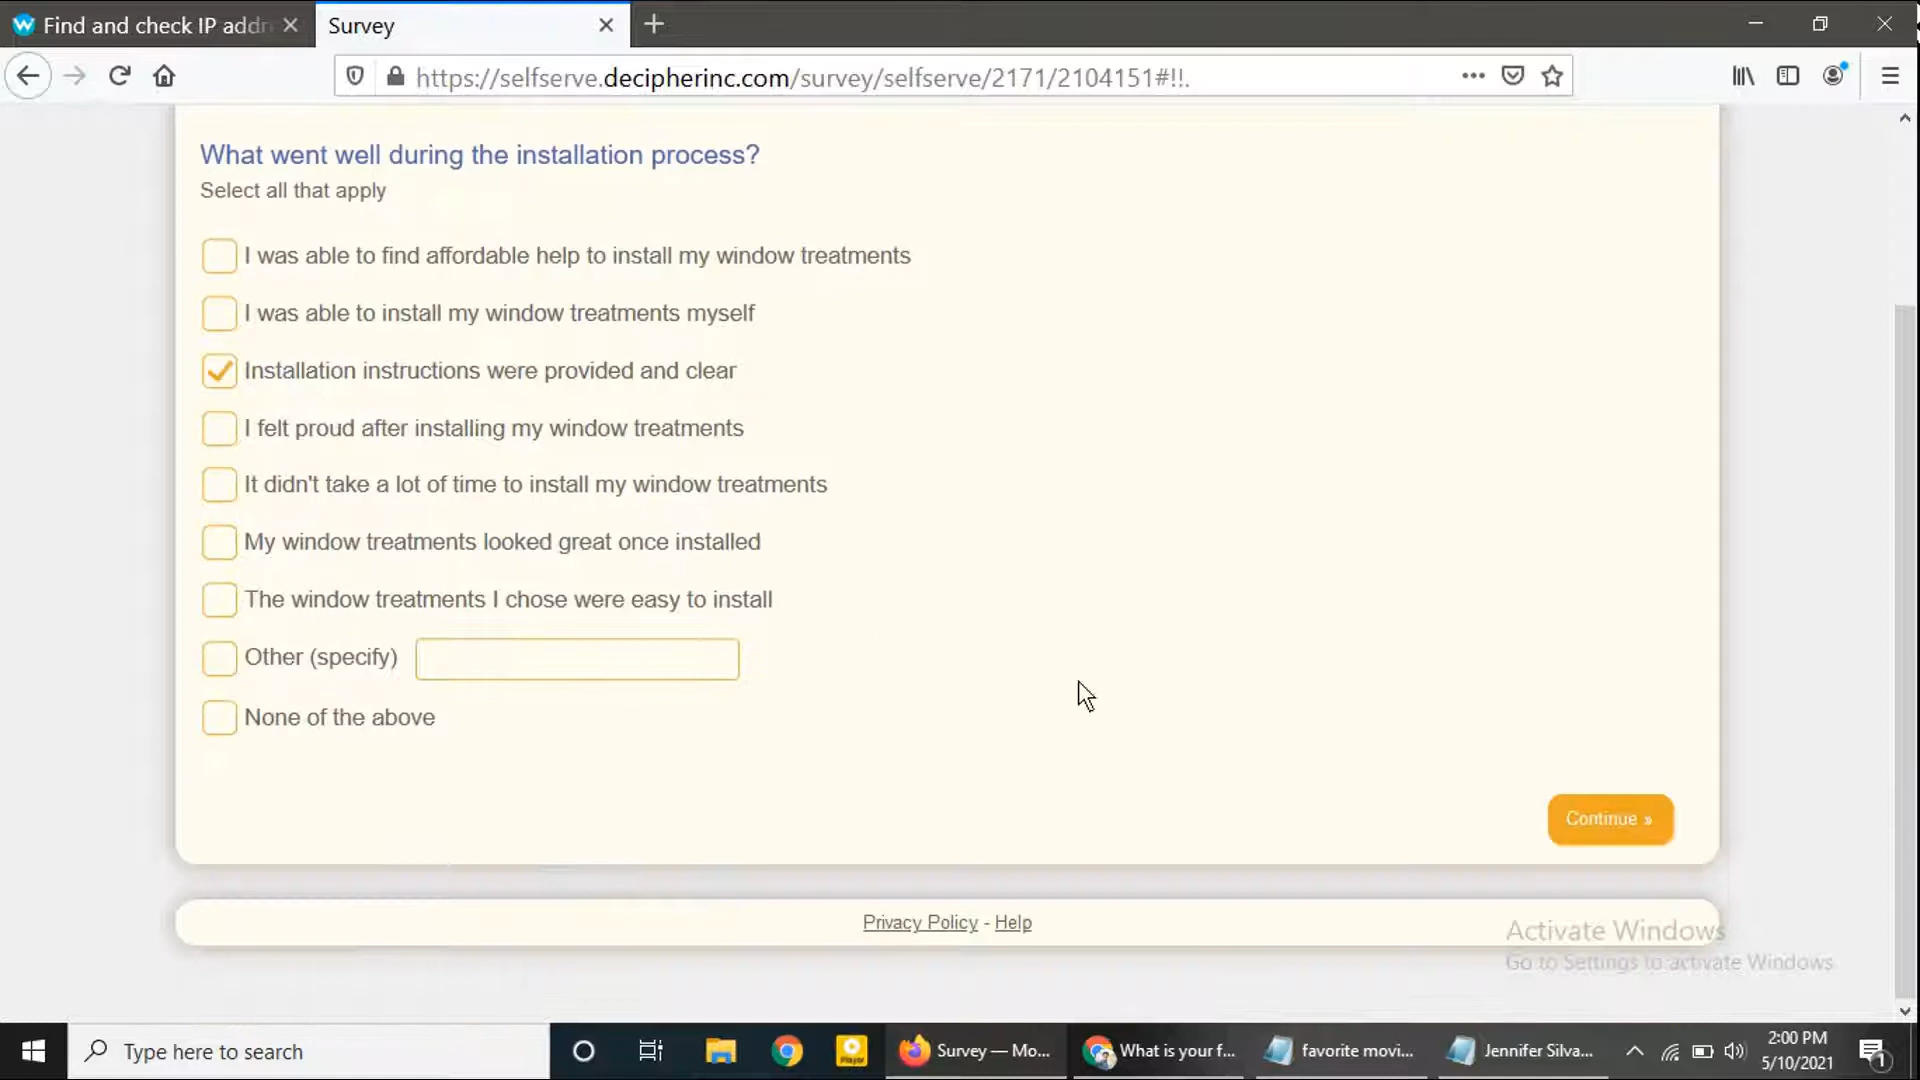 Find and check IP addr
Survey
https://selfserve.decipherinc.com/survey/selfserve/2171/2104151#!!.
What went well during the installation process?
Select all that apply
I was able to find affordable help to install my window treatments
I was able to install my window treatments myself
Installation instructions were provided and clear
I felt proud after installing my window treatments
It didn't take a lot of time to install my window treatments
My window treatments looked great once installed
The window treatments I chose were easy to install
Other (specify)
None of the above
Continue »
Privacy Policy - Help
Activate Windows
Go to Settings to activate Windows.
Type here to search
Player
Survey — Mo...
What is your f...
favorite movi...
Jennifer Silva...
2:00 PM
5/10/2021
1